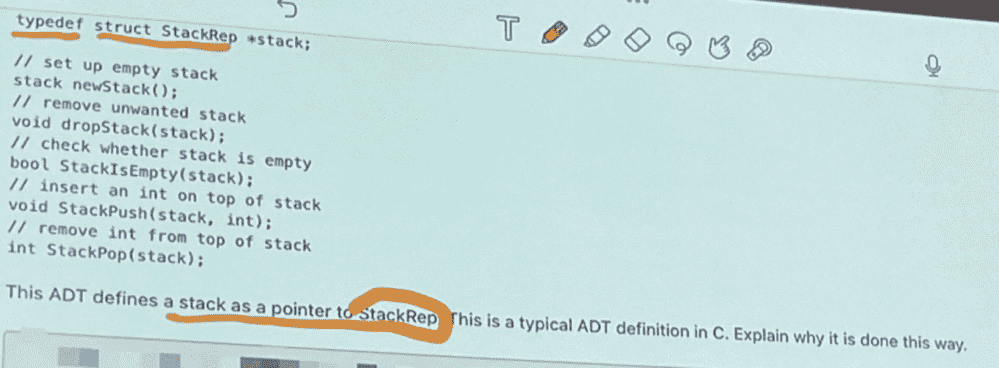 typedef struct StackRep *stack;
// set up empty stack
stack newStack();
// remove unwanted stack
void dropStack(stack);
// check whether stack is empty
bool StackIsEmpty(stack);
// insert an int on top of stack
void StackPush(stack, int);
// remove int from top of stack
int StackPop(stack);
This ADT defines a stack as a pointer to StackRep This is a typical ADT definition in C. Explain why it is done this way.